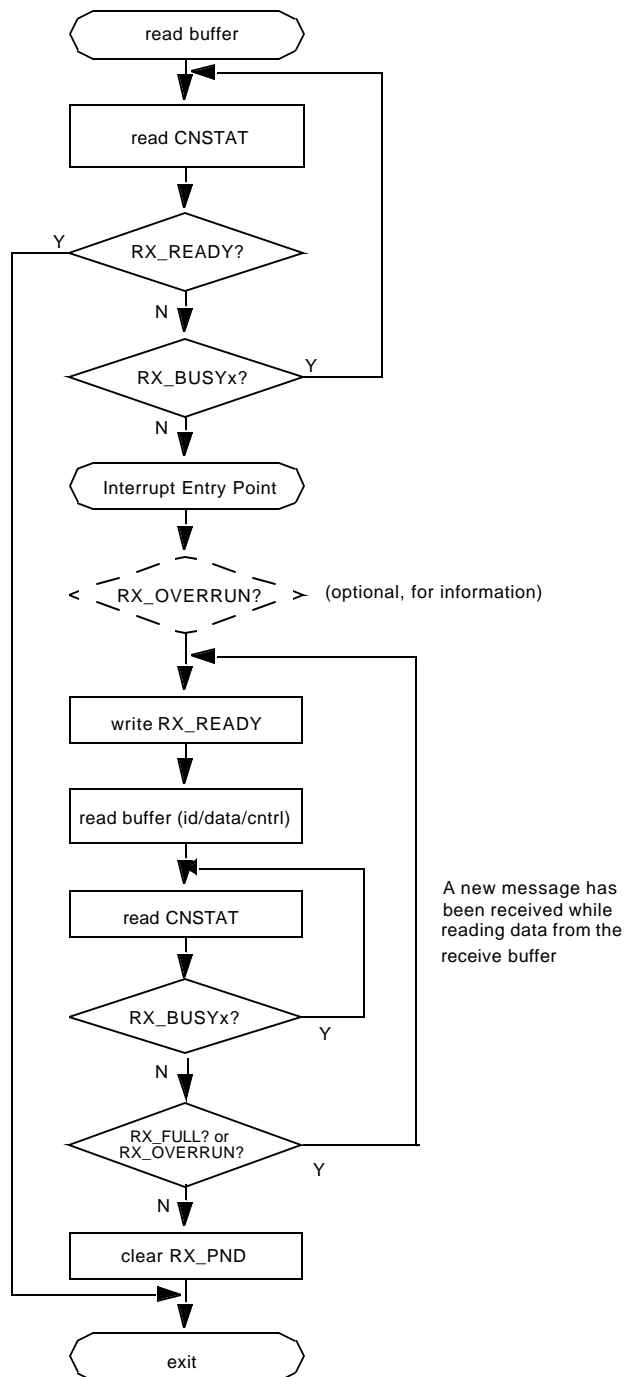 read buffer
read CNSTAT
Y
RX_READY?
N
RX_BUSYx?
Y
N
Interrupt Entry Point
RX_OVERRUN?
(optional, for information)
write RX_READY
read buffer (id/data/cntrl)
read CNSTAT
A new message has
been received while
reading data from the
receive buffer
RX_BUSYx?
Y
N
RX_FULL? or
RX_OVERRUN?
Y
N
clear RX_PND
exit